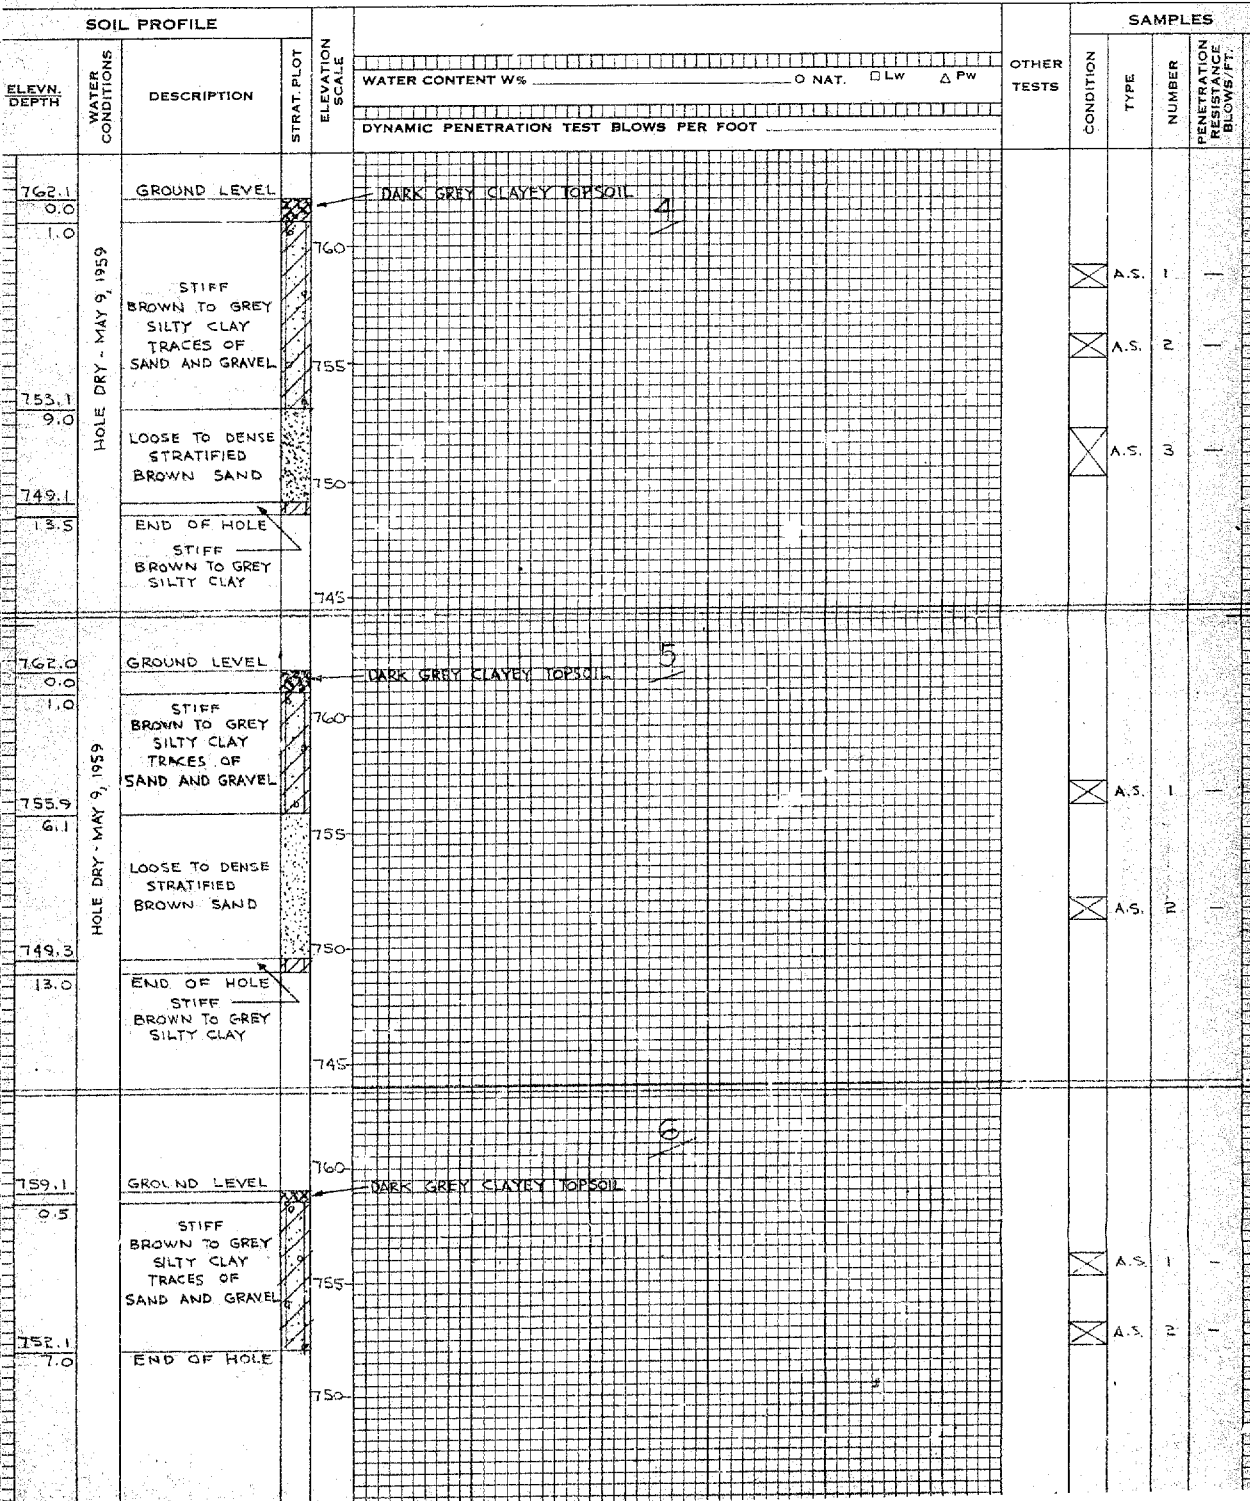 SOIL PROFILE
SAMPLES
ELEVN.
DEPTH
WATER
CONDITIONS
DESCRIPTION
STRAT. PLOT
ELEVATION
SCALE
WATER CONTENT W% O NAT. □ Lw △ Pw
DYNAMIC PENETRATION TEST BLOWS PER FOOT
OTHER
TESTS
CONDITION
TYPE
NUMBER
PENETRATION
RESISTANCE
BLOWS/FT.
762.1
0.0
1.0
GROUND LEVEL
DARK GREY CLAYEY TOPSOIL
4
HOLE DRY - MAY 9, 1959
STIFF
BROWN TO GREY
SILTY CLAY
TRACES OF
SAND AND GRAVEL
760
755
750
745
A.S. 1 —
A.S. 2 —
A.S. 3 —
753.1
9.0
LOOSE TO DENSE
STRATIFIED
BROWN SAND
749.1
13.5
END OF HOLE
STIFF
BROWN TO GREY
SILTY CLAY
762.0
0.0
1.0
GROUND LEVEL
DARK GREY CLAYEY TOPSOIL
5
HOLE DRY - MAY 9, 1959
STIFF
BROWN TO GREY
SILTY CLAY
TRACES OF
SAND AND GRAVEL
760
755
750
745
A.S. 1 —
A.S. 2 —
755.9
6.1
LOOSE TO DENSE
STRATIFIED
BROWN SAND
749.3
13.0
END OF HOLE
STIFF
BROWN TO GREY
SILTY CLAY
6
759.1
0.5
GROUND LEVEL
DARK GREY CLAYEY TOPSOIL
STIFF
BROWN TO GREY
SILTY CLAY
TRACES OF
SAND AND GRAVEL
760
755
750
A.S. 1 —
A.S. 2 —
752.1
7.0
END OF HOLE